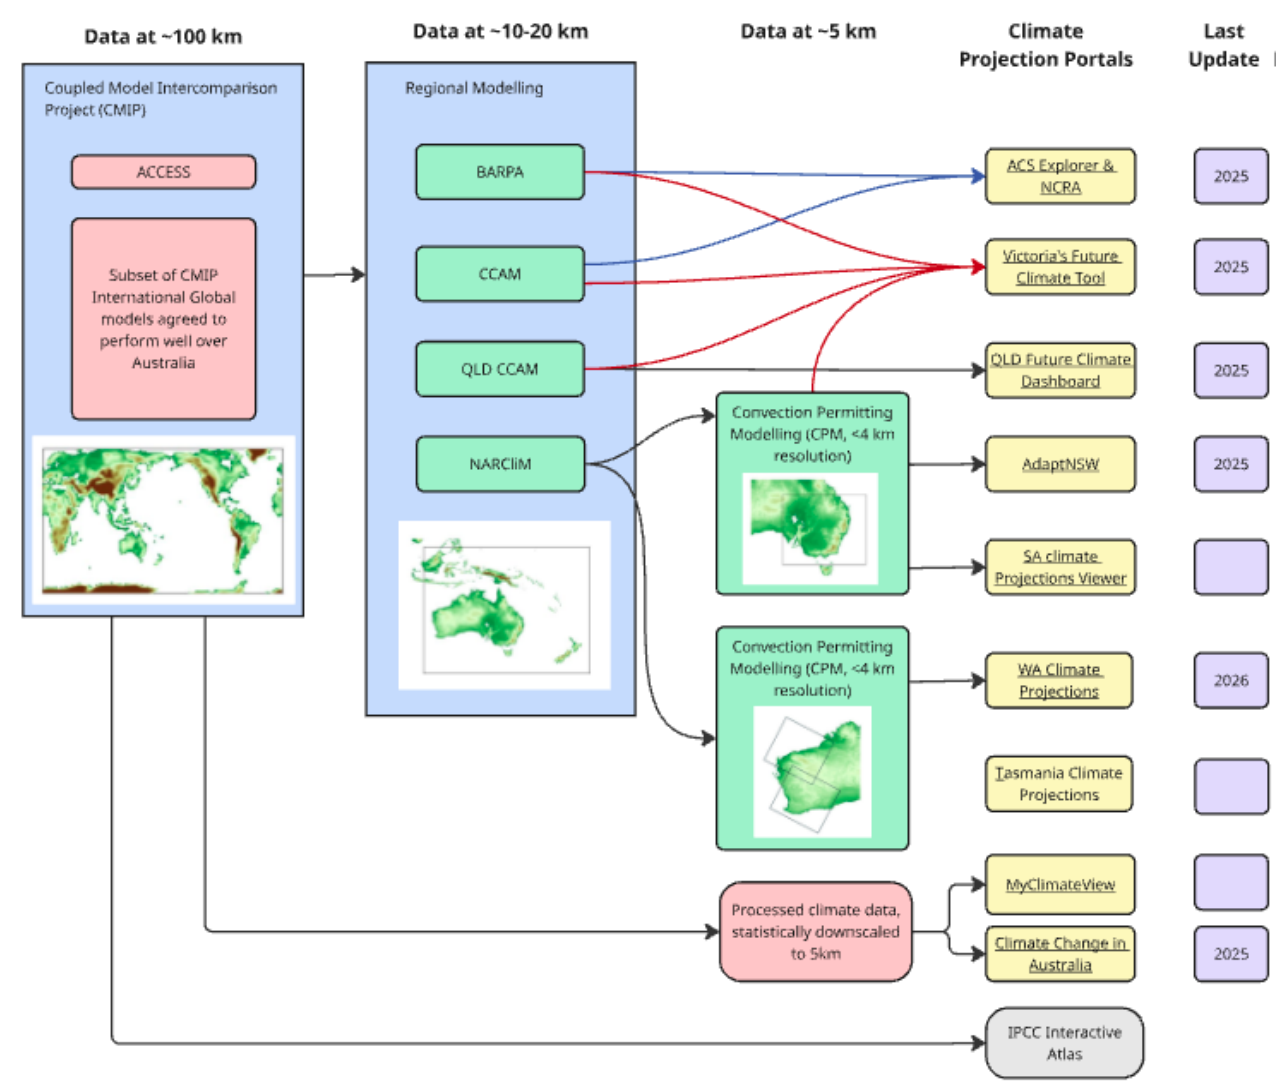 Data at ~100 km
Data at ~10-20 km
Data at ~5 km
Climate
Projection Portals
Last
Update
Coupled Model Intercomparison
Project (CMIP)
ACCESS
Subset of CMIP
International Global
models agreed to
perform well over
Australia
Regional Modelling
BARPA
CCAM
QLD CCAM
NARCliM
Convection Permitting
Modelling (CPM, <4 km
resolution)
Convection Permitting
Modelling (CPM, <4 km
resolution)
Processed climate data,
statistically downscaled
to 5km
ACS Explorer &
NCRA
2025
Victoria's Future
Climate Tool
2025
QLD Future Climate
Dashboard
2025
AdaptNSW
2025
SA climate
Projections Viewer
WA Climate
Projections
2026
Tasmania Climate
Projections
MyClimateView
Climate Change in
Australia
2025
IPCC Interactive
Atlas